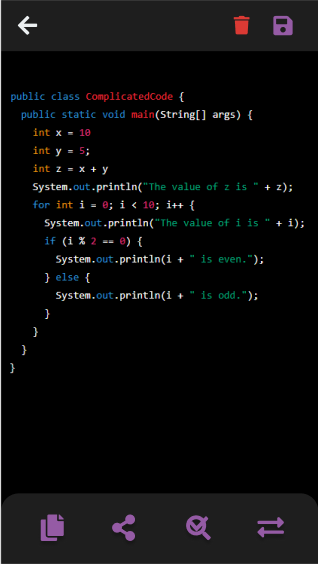 public class ComplicatedCode {
public static void main(String[] args) {
int x = 10
int y = 5;
int z = x + y
System.out.println("The value of z is " + z);
for int i = 0; i < 10; i++ {
System.out.println("The value of i is " + i);
if (i % 2 == 0) {
System.out.println(i + " is even.");
} else {
System.out.println(i + " is odd.");
}
}
}
}